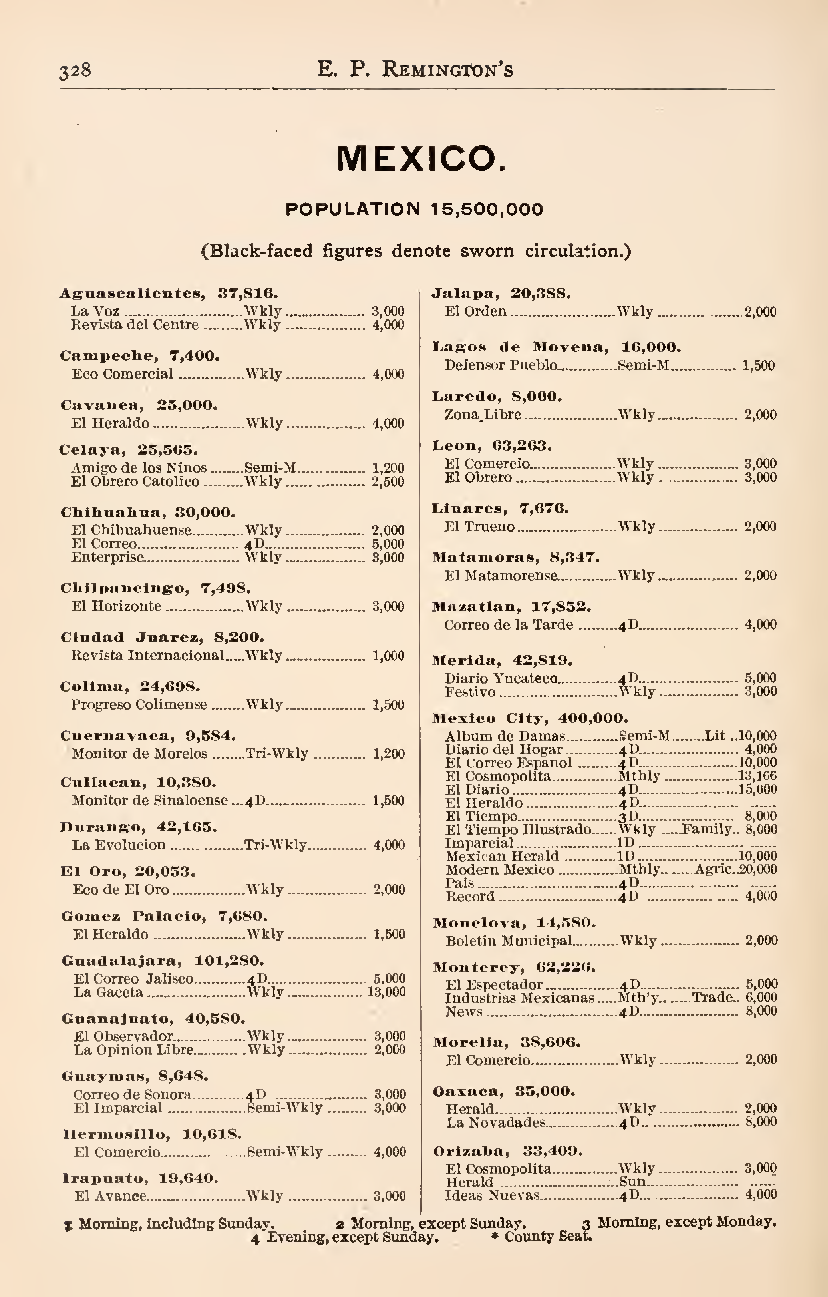 328 E. P. Remington's
MEXICO.
POPULATION 15,500,000
(Black-faced figures denote sworn circulation.)
Aguascalientes, 37,816.
La Voz Wkly 3,000
Revista del Centre Wkly 4,000
Campeche, 7,400.
Eco Comercial Wkly 4,000
Cavanea, 25,000.
El Heraldo Wkly 4,000
Celaya, 25,565.
Amigo de los Ninos Semi-M 1,200
El Obrero Catolico Wkly 2,500
Chihuahua, 30,000.
El Chihuahuense Wkly 2,000
El Correo 4D 5,000
Enterprise Wkly 3,000
Chilpancingo, 7,498.
El Horizonte Wkly 3,000
Ciudad Juarez, 8,200.
Revista Internacional Wkly 1,000
Colima, 24,698.
Progreso Colimense Wkly 1,500
Cuernavaca, 9,584.
Monitor de Morelos Tri-Wkly 1,200
Culiacan, 10,380.
Monitor de Sinaloense 4D 1,500
Durango, 42,165.
La Evolucion Tri-Wkly 4,000
El Oro, 20,053.
Eco de El Oro Wkly 2,000
Gomez Palacio, 7,680.
El Heraldo Wkly 1,500
Guadalajara, 101,280.
El Correo Jalisco 4D 5,000
La Gaceta Wkly 13,000
Guanajuato, 40,580.
El Observador Wkly 3,000
La Opinion Libre Wkly 2,000
Guaymas, 8,648.
Correo de Sonora 4D 3,000
El Imparcial Semi-Wkly 3,000
Hermosillo, 10,618.
El Comercio Semi-Wkly 4,000
Irapuato, 19,640.
El Avance Wkly 3,000
Jalapa, 20,388.
El Orden Wkly 2,000
Lagos de Movena, 16,000.
Defensor Pueblo Semi-M 1,500
Laredo, 8,000.
Zona Libre Wkly 2,000
Leon, 63,263.
El Comercio Wkly 3,000
El Obrero Wkly 3,000
Linares, 7,676.
El Trueno Wkly 2,000
Matamoras, 8,347.
El Matamorense Wkly 2,000
Mazatlan, 17,852.
Correo de la Tarde 4D 4,000
Merida, 42,819.
Diario Yucateco 4D 5,000
Festivo Wkly 3,000
Mexico City, 400,000.
Album de Damas Semi-M Lit 10,000
Diario del Hogar 4D 4,000
El Correo Espanol 4D 10,000
El Cosmopolita Mthly 13,166
El Diario 4D 15,000
El Heraldo 4D
El Tiempo 3D 8,000
El Tiempo Illustrado Wkly Family 8,000
Imparcial 1D
Mexican Herald 1D 10,000
Modern Mexico Mthly Agric. 20,000
Pais 4D
Record 4D 4,000
Monclova, 14,580.
Boletin Municipal Wkly 2,000
Monterey, 62,226.
El Espectador 4D 5,000
Industrias Mexicanas Mth'y Trade 6,000
News 4D 8,000
Morelia, 38,606.
El Comercio Wkly 2,000
Oaxaca, 35,000.
Herald Wkly 2,000
La Novadades 4D 8,000
Orizaba, 33,409.
El Cosmopolita Wkly 3,000
Herald Sun
Ideas Nuevas 4D 4,000
1 Morning, including Sunday. 2 Morning, except Sunday. 3 Morning, except Monday.
4 Evening, except Sunday. * County Seat.